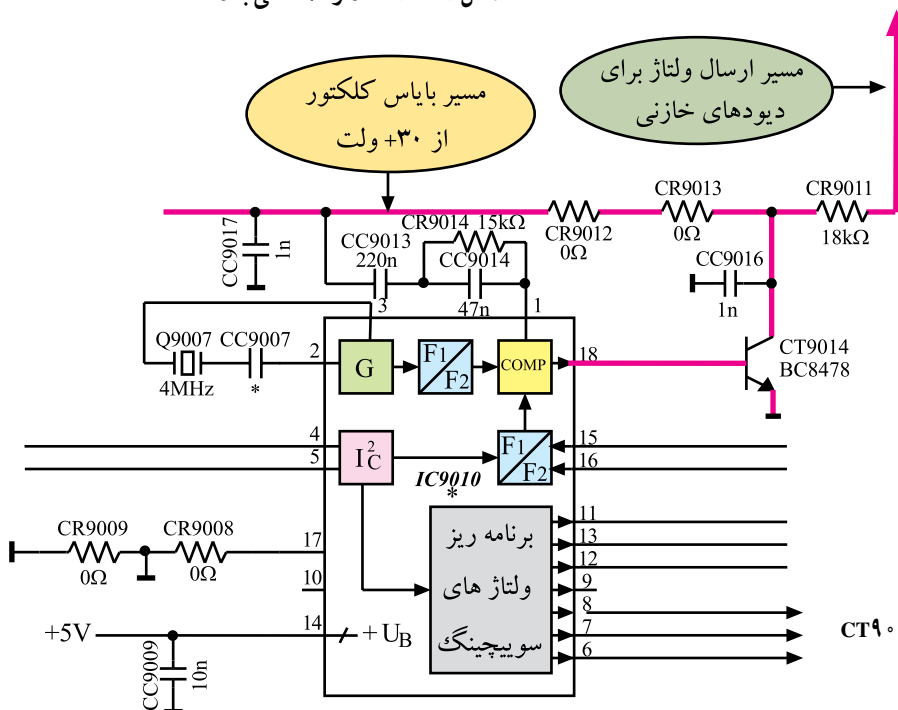 مسیر بایاس کلکتور
از ۳۰+ ولت
مسیر ارسال ولتاژ برای
دیودهای خازنی
CR9013
0Ω
CR9011
18kΩ
CR9012
0Ω
CR9014 15kΩ
CC9013
220n
CC9014
47n
CC9017
1n
CC9016
1n
CT9014
BC8478
Q9007
4MHz
CC9007
*
3
1
2
G
F1
F2
COMP
18
4
5
I²C
IC9010
*
F1
F2
15
16
CR9009
0Ω
CR9008
0Ω
17
10
برنامه ریز
ولتاژ های
سوییچینگ
11
13
12
9
8
7
6
+5V
14
+UB
CC9009
10n
CT۹۰